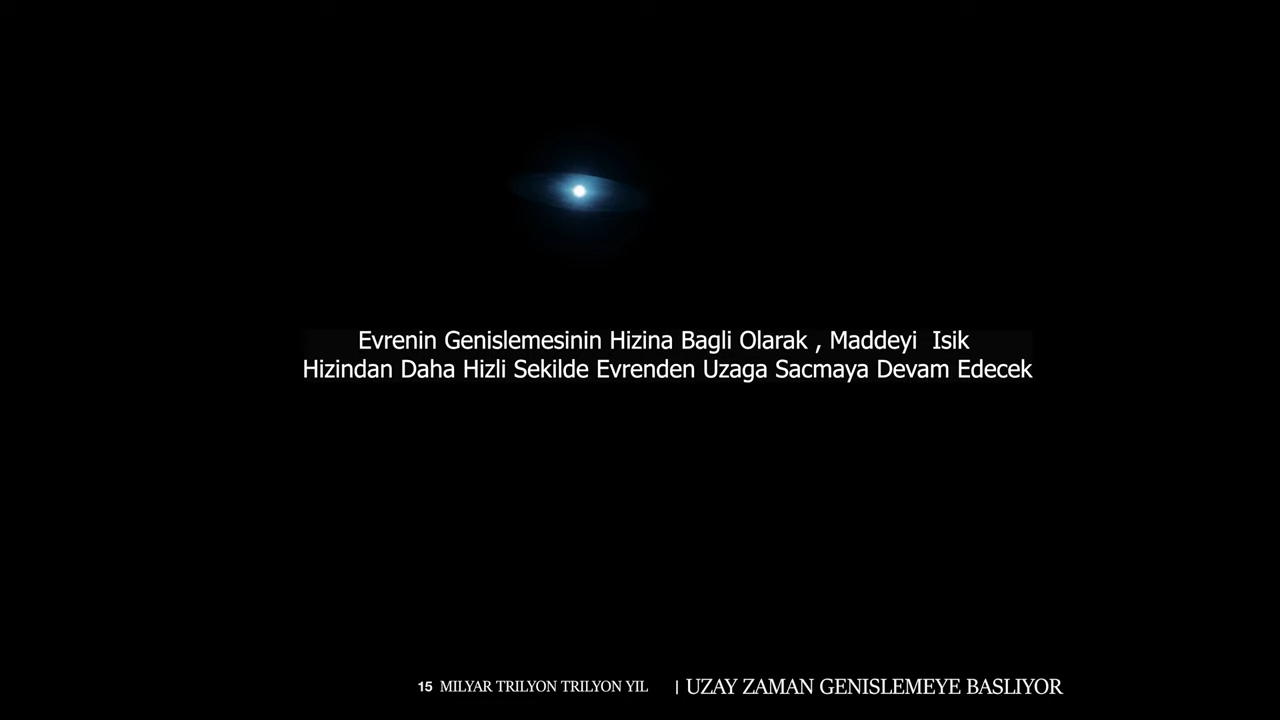 Evrenin Genislemesinin Hizina Bagli Olarak , Maddeyi Isik
Hizindan Daha Hizli Sekilde Evrenden Uzaga Sacmaya Devam Edecek
15 MILYAR TRILYON TRILYON YIL | UZAY ZAMAN GENISLEMEYE BASLIYOR